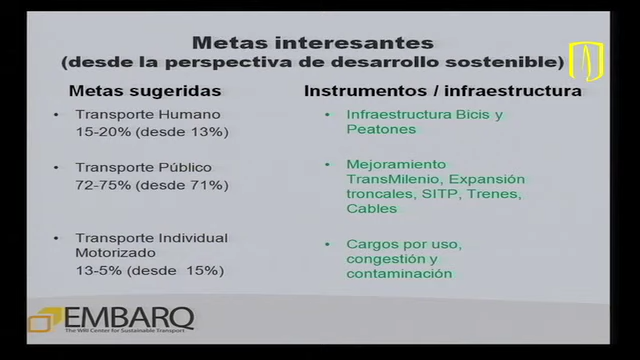 Metas interesantes
(desde la perspectiva de desarrollo sostenible)
Metas sugeridas
• Transporte Humano
15-20% (desde 13%)
• Transporte Público
72-75% (desde 71%)
• Transporte Individual
Motorizado
13-5% (desde 15%)
Instrumentos / infraestructura
• Infraestructura Bicis y
Peatones
• Mejoramiento
TransMilenio, Expansión
troncales, SITP, Trenes,
Cables
• Cargos por uso,
congestión y
contaminación
EMBARQ
The WRI Center for Sustainable Transport